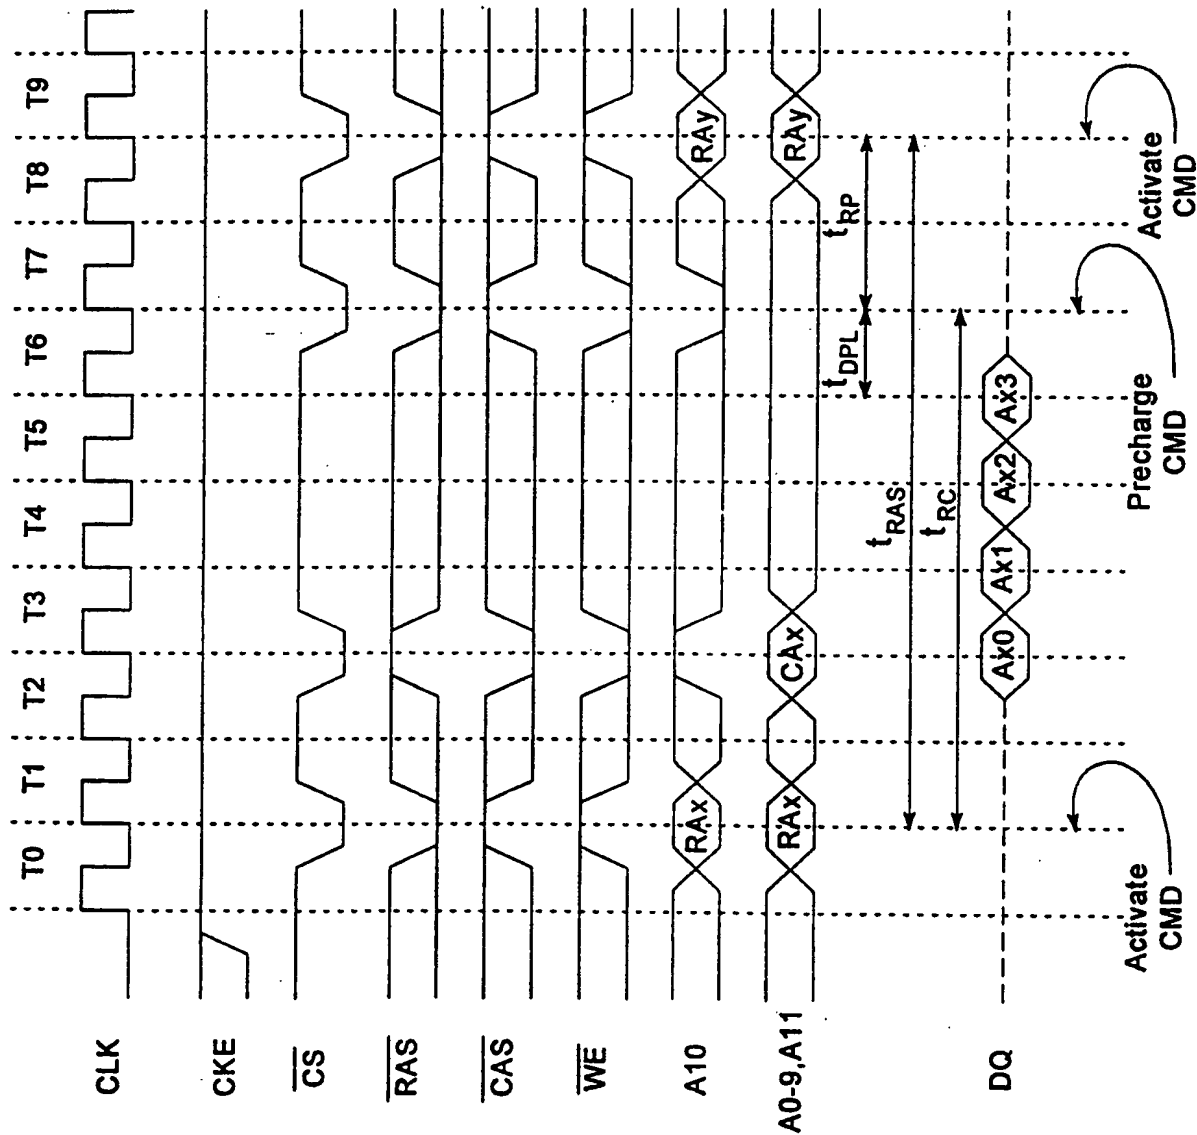 T0 T1 T2 T3 T4 T5 T6 T7 T8 T9
CLK
CKE
CS
RAS
CAS
WE
A10 RAx RAy
A0-9,A11 RAx CAx RAy
tDPL tRP
tRAS
tRC
DQ Ax0 Ax1 Ax2 Ax3
Activate
CMD
Precharge
CMD
Activate
CMD